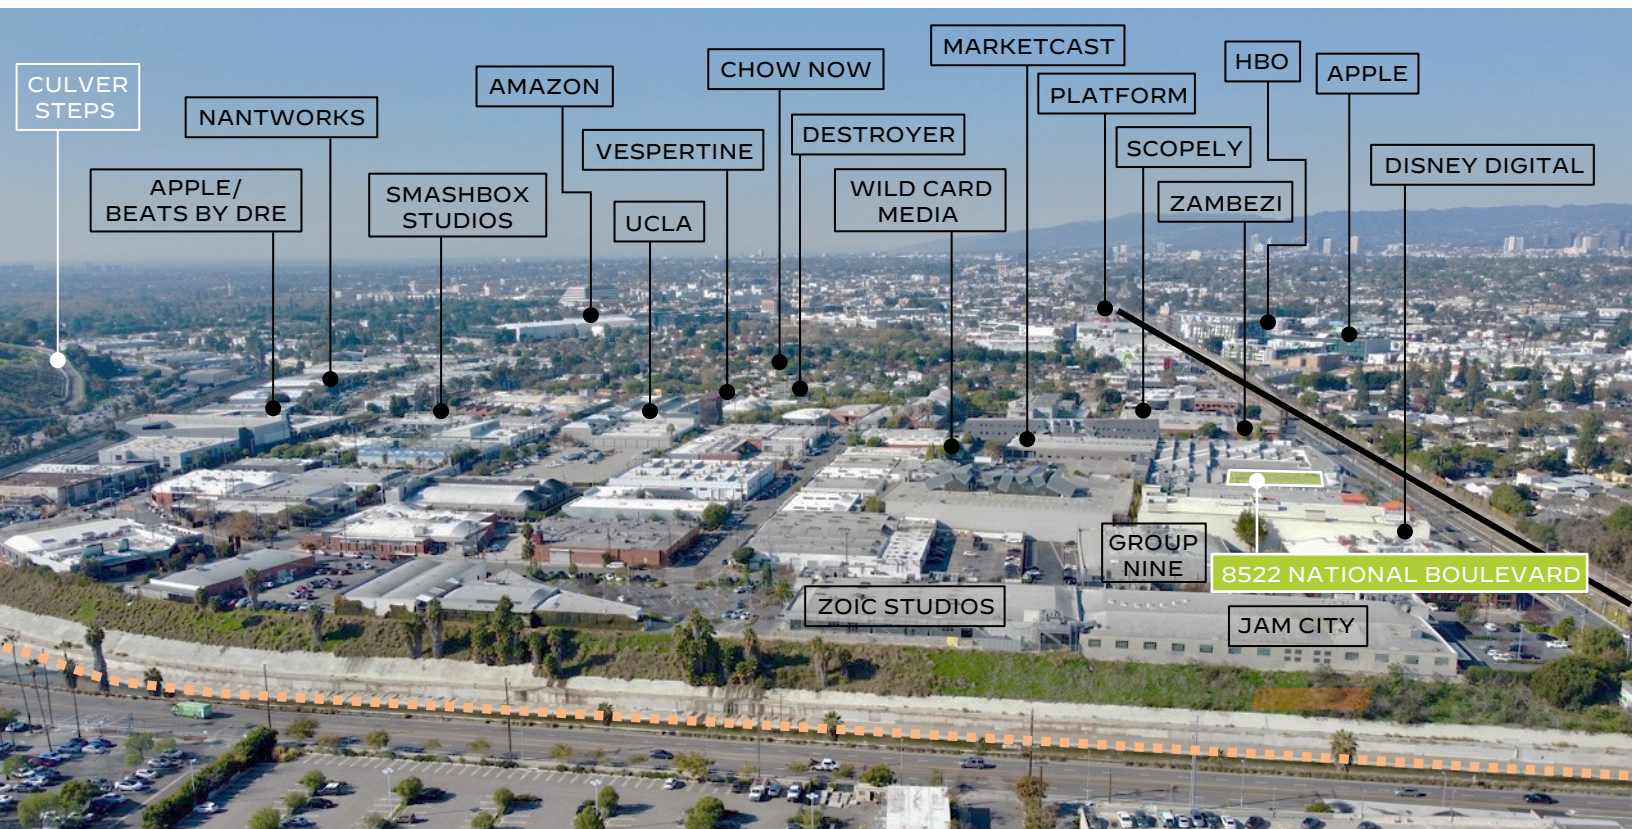 CULVER
STEPS
NANTWORKS
APPLE/
BEATS BY DRE
SMASHBOX
STUDIOS
AMAZON
VESPERTINE
UCLA
CHOW NOW
DESTROYER
WILD CARD
MEDIA
MARKETCAST
PLATFORM
SCOPELY
ZAMBEZI
HBO
APPLE
DISNEY DIGITAL
GROUP
NINE
8522 NATIONAL BOULEVARD
ZOIC STUDIOS
JAM CITY